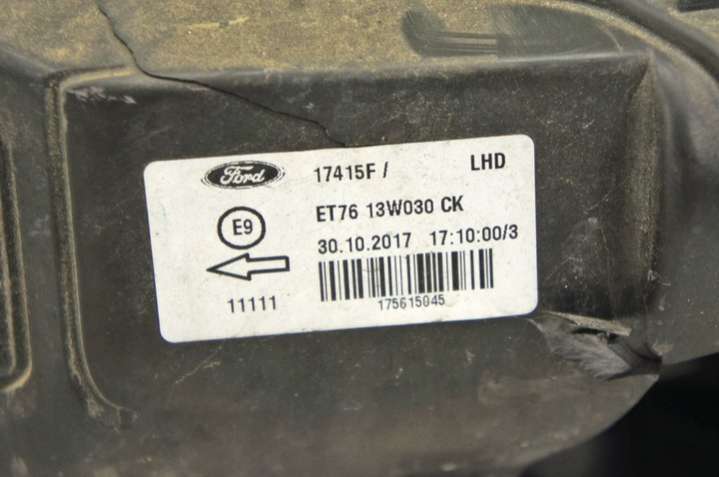 Ford 17415F / LHD
E9 ET76 13W030 CK
30.10.2017 17:10:00/3
11111 175615045